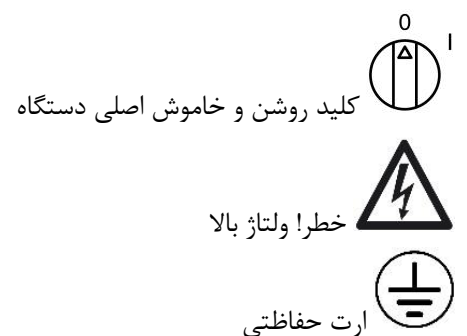 0
I
کلید روشن و خاموش اصلی دستگاه
خطر! ولتاژ بالا
ارت حفاظتی